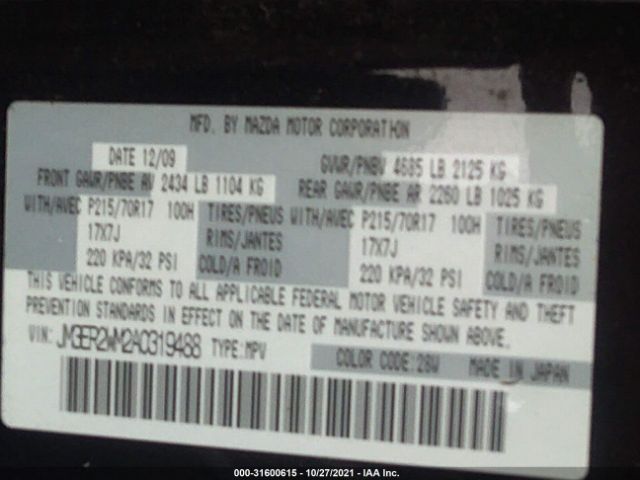 MFD. BY MAZDA MOTOR CORPORATION
DATE 12/09 GVWR/PNBV 4685 LB 2125 KG
FRONT GAWR/PNBE AV 2434 LB 1104 KG REAR GAWR/PNBE AR 2260 LB 1025 KG
WITH/AVEC P215/70R17 100H TIRES/PNEUS WITH/AVEC P215/70R17 100H TIRES/PNEUS
17X7J RIMS/JANTES 17X7J RIMS/JANTES
220 KPA/32 PSI COLD/A FROID 220 KPA/32 PSI COLD/A FROID
THIS VEHICLE CONFORMS TO ALL APPLICABLE FEDERAL MOTOR VEHICLE SAFETY AND THEFT
PREVENTION STANDARDS IN EFFECT ON THE DATE OF MANUFACTURE SHOWN ABOVE.
VIN: JM3ER2WM2A0319488 TYPE:MPV COLOR CODE:28W MADE IN JAPAN
000-31600615 - 10/27/2021 - IAA Inc.